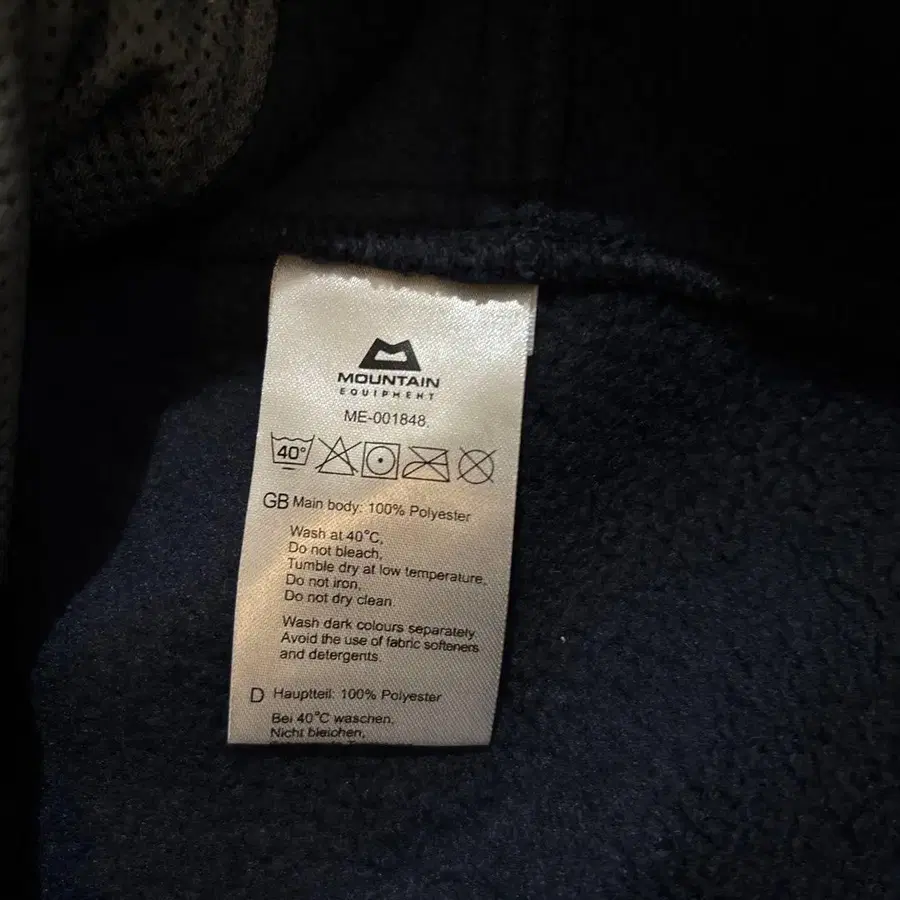 MOUNTAIN
EQUIPMENT
ME-001848.
40°
GB Main body: 100% Polyester
Wash at 40°C,
Do not bleach,
Tumble dry at low temperature,
Do not iron,
Do not dry clean.
Wash dark colours separately.
Avoid the use of fabric softeners
and detergents.
D Hauptteil: 100% Polyester
Bei 40°C waschen,
Nicht bleichen,